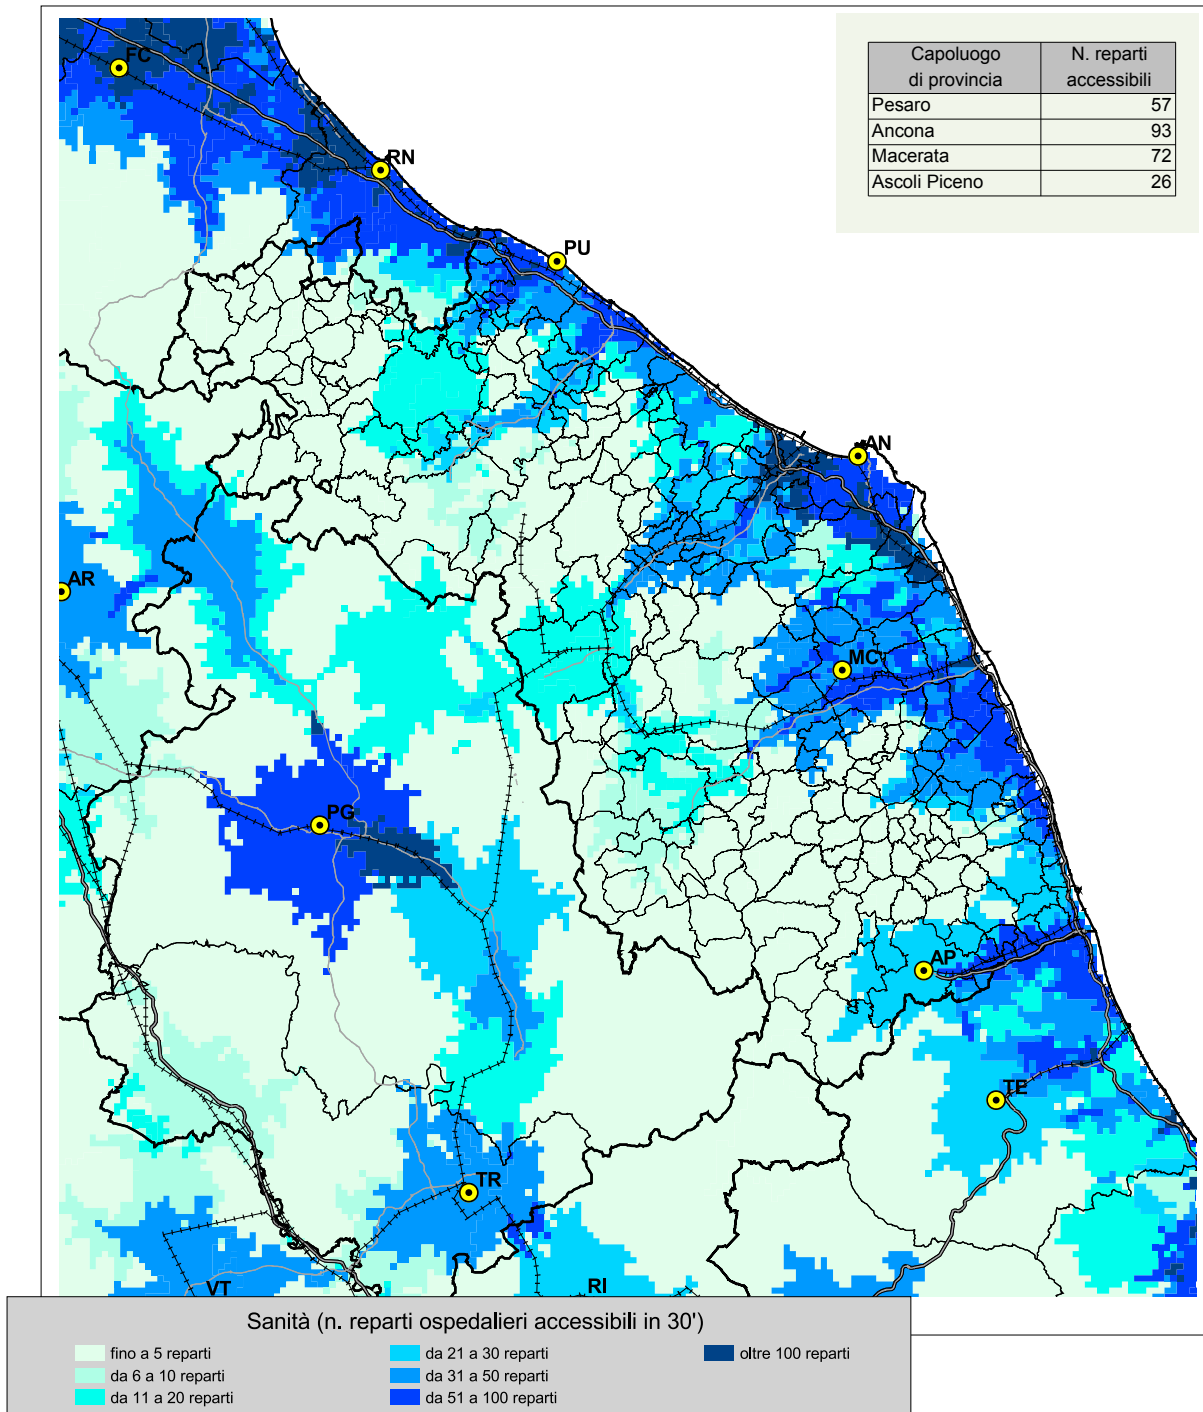 Capoluogo di provincia N. reparti accessibili
Pesaro 57
Ancona 93
Macerata 72
Ascoli Piceno 26
FC
RN
PU
AN
AR
MC
PG
AP
TE
TR
VT
RI
Sanità (n. reparti ospedalieri accessibili in 30')
fino a 5 reparti
da 6 a 10 reparti
da 11 a 20 reparti
da 21 a 30 reparti
da 31 a 50 reparti
da 51 a 100 reparti
oltre 100 reparti